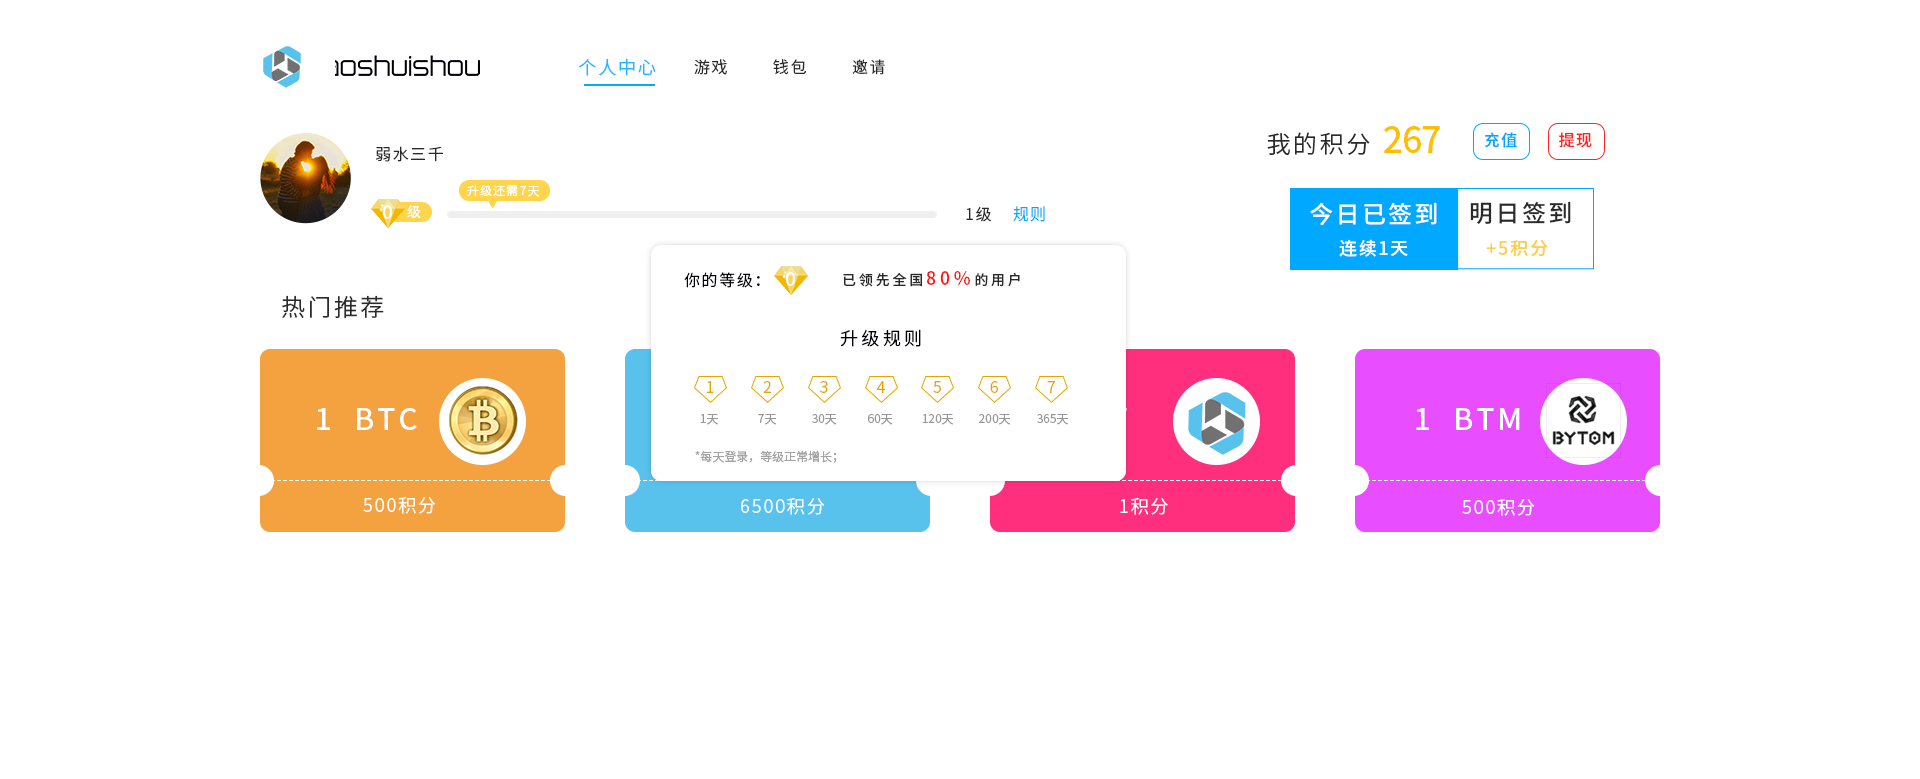 aoshuishou
个人中心 游戏 钱包 邀请
弱水三千
我的积分 267 充值 提现
升级还需7天
0 级 1级 规则
今日已签到 明日签到
连续1天 +5积分
你的等级： 0 已领先全国80%的用户
热门推荐
升级规则
1 2 3 4 5 6 7
1天 7天 30天 60天 120天 200天 365天
*每天登录，等级正常增长；
1 BTC
1 BTM
BYTOM
500积分 6500积分 1积分 500积分